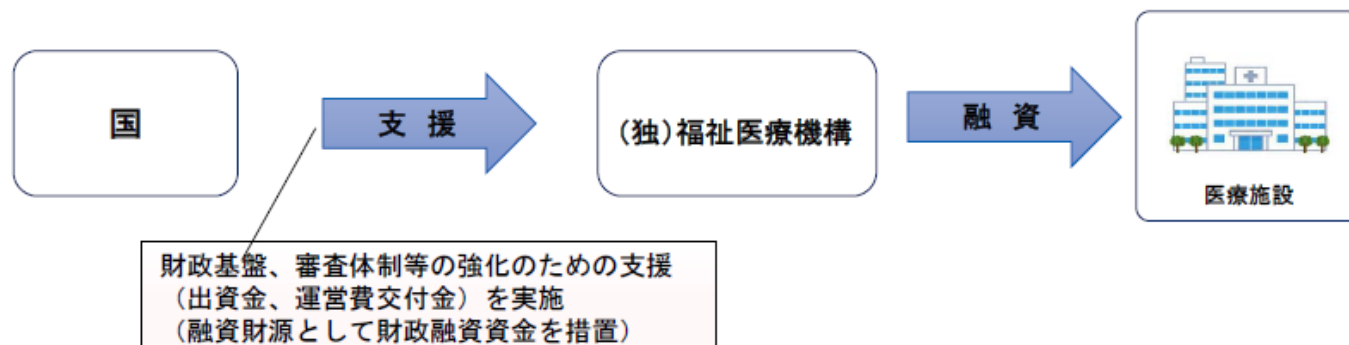 国
支 援
(独)福祉医療機構
融 資
医療施設
財政基盤、審査体制等の強化のための支援
(出資金、運営費交付金)を実施
(融資財源として財政融資資金を措置)